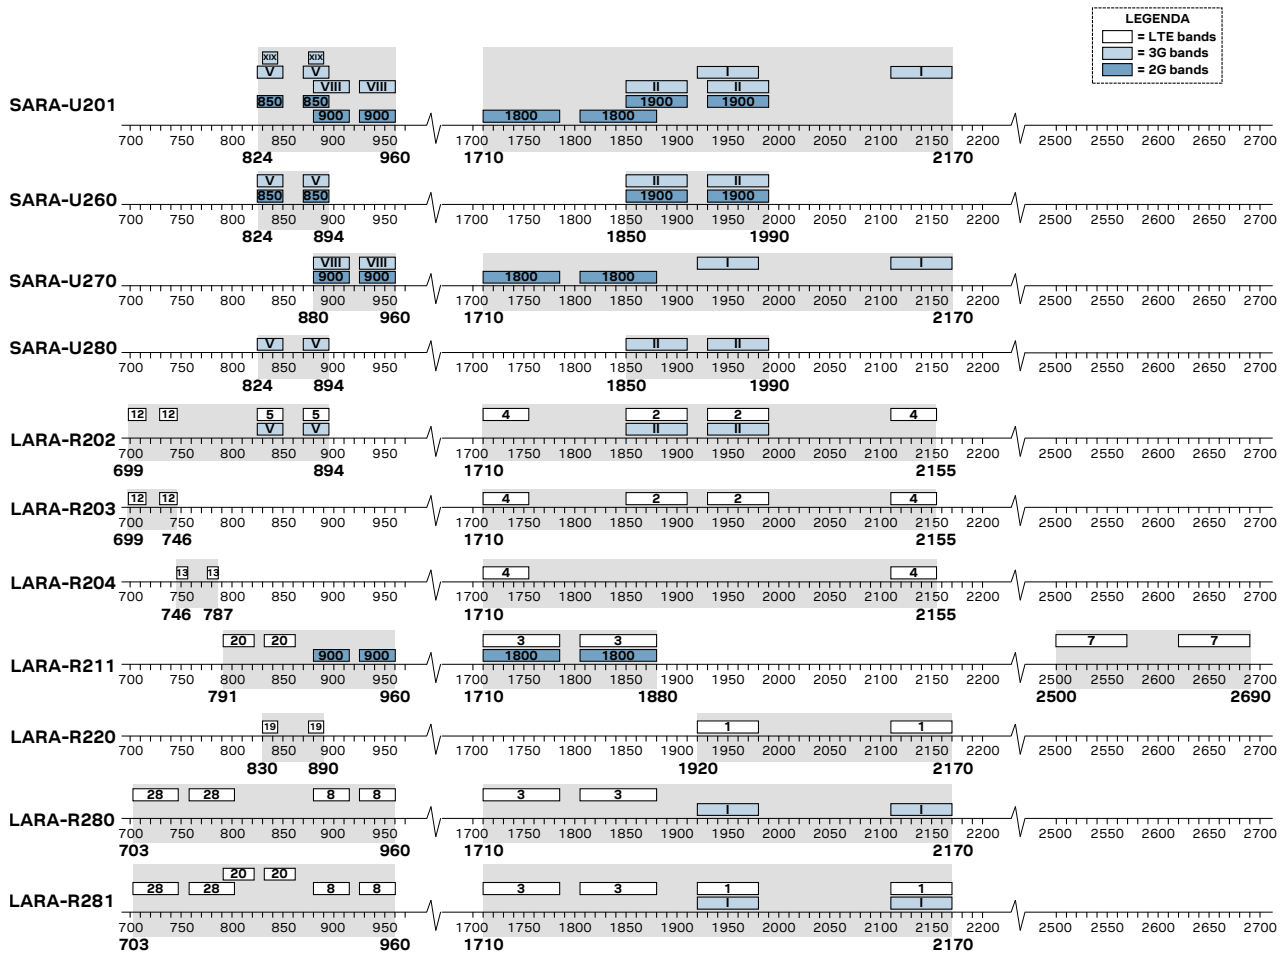 LEGENDA
= LTE bands
= 3G bands
= 2G bands
XIX XIX
V V I I
VIII VIII II II
SARA-U201 850 850 1900 1900
900 900 1800 1800
700 750 800 850 900 950 1700 1750 1800 1850 1900 1950 2000 2050 2100 2150 2200 2500 2550 2600 2650 2700
824 960 1710 2170
V V II II
SARA-U260 850 850 1900 1900
700 750 800 850 900 950 1700 1750 1800 1850 1900 1950 2000 2050 2100 2150 2200 2500 2550 2600 2650 2700
824 894 1850 1990
VIII VIII I I
SARA-U270 900 900 1800 1800
700 750 800 850 900 950 1700 1750 1800 1850 1900 1950 2000 2050 2100 2150 2200 2500 2550 2600 2650 2700
880 960 1710 2170
SARA-U280 V V II II
700 750 800 850 900 950 1700 1750 1800 1850 1900 1950 2000 2050 2100 2150 2200 2500 2550 2600 2650 2700
824 894 1850 1990
12 12 5 5 4 2 2 4
LARA-R202 V V II II
700 750 800 850 900 950 1700 1750 1800 1850 1900 1950 2000 2050 2100 2150 2200 2500 2550 2600 2650 2700
699 894 1710 2155
12 12 4 2 2 4
LARA-R203
700 750 800 850 900 950 1700 1750 1800 1850 1900 1950 2000 2050 2100 2150 2200 2500 2550 2600 2650 2700
699 746 1710 2155
13 13 4 4
LARA-R204
700 750 800 850 900 950 1700 1750 1800 1850 1900 1950 2000 2050 2100 2150 2200 2500 2550 2600 2650 2700
746 787 1710 2155
20 20 3 3 7 7
LARA-R211 900 900 1800 1800
700 750 800 850 900 950 1700 1750 1800 1850 1900 1950 2000 2050 2100 2150 2200 2500 2550 2600 2650 2700
791 960 1710 1880 2500 2690
19 19 1 1
LARA-R220
700 750 800 850 900 950 1700 1750 1800 1850 1900 1950 2000 2050 2100 2150 2200 2500 2550 2600 2650 2700
830 890 1920 2170
28 28 8 8 3 3
LARA-R280 I I
700 750 800 850 900 950 1700 1750 1800 1850 1900 1950 2000 2050 2100 2150 2200 2500 2550 2600 2650 2700
703 960 1710 2170
20 20
28 28 8 8 3 3 1 1
LARA-R281 I I
700 750 800 850 900 950 1700 1750 1800 1850 1900 1950 2000 2050 2100 2150 2200 2500 2550 2600 2650 2700
703 960 1710 2170